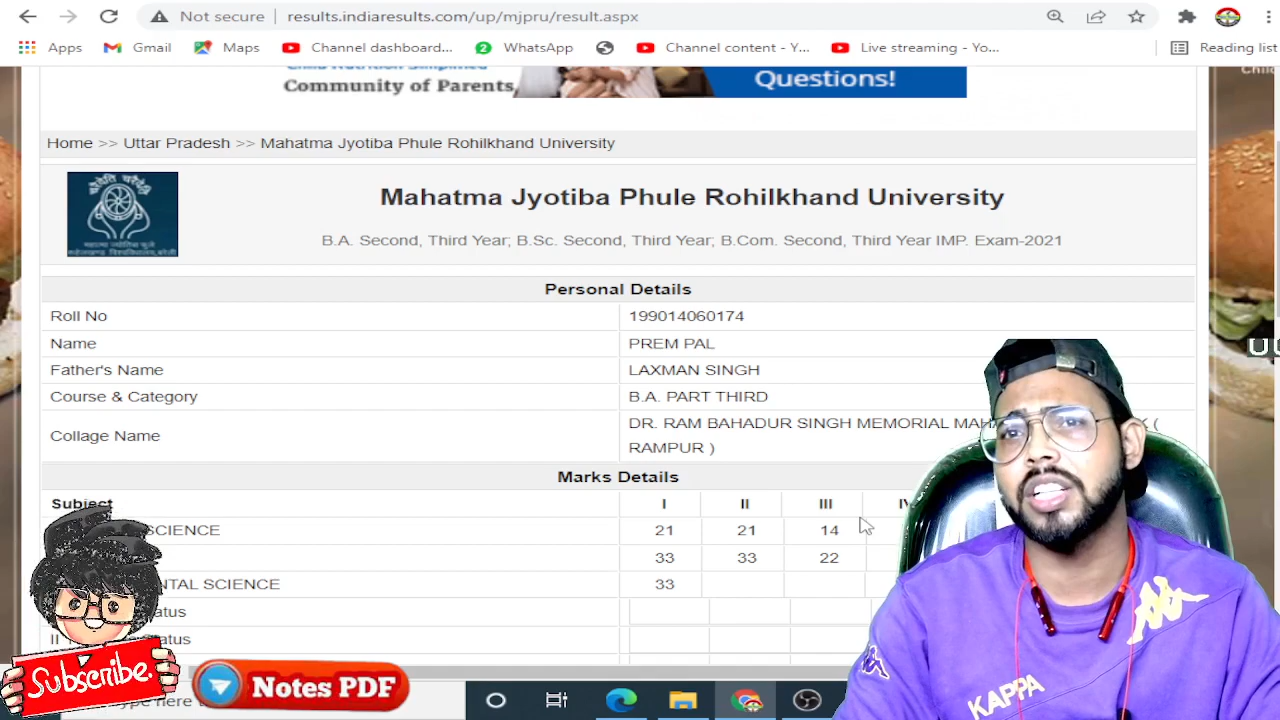 Not secure results.indiaresults.com/up/mjpru/result.aspx
Apps Gmail Maps Channel dashboard... 2 WhatsApp Channel content - Y... Live streaming - Yo... Reading list
Child Nutrition Simplified
Community of Parents
Questions!
Home >> Uttar Pradesh >> Mahatma Jyotiba Phule Rohilkhand University
Mahatma Jyotiba Phule Rohilkhand University
B.A. Second, Third Year; B.Sc. Second, Third Year; B.Com. Second, Third Year IMP. Exam-2021
Personal Details
Roll No 199014060174
Name PREM PAL
Father's Name LAXMAN SINGH
Course & Category B.A. PART THIRD
Collage Name DR. RAM BAHADUR SINGH MEMORIAL
RAMPUR )
Marks Details
Subject I II III
SCIENCE 21 21 14
33 33 22
SCIENCE 33
Subscribe.
Notes PDF
here
KAPPA